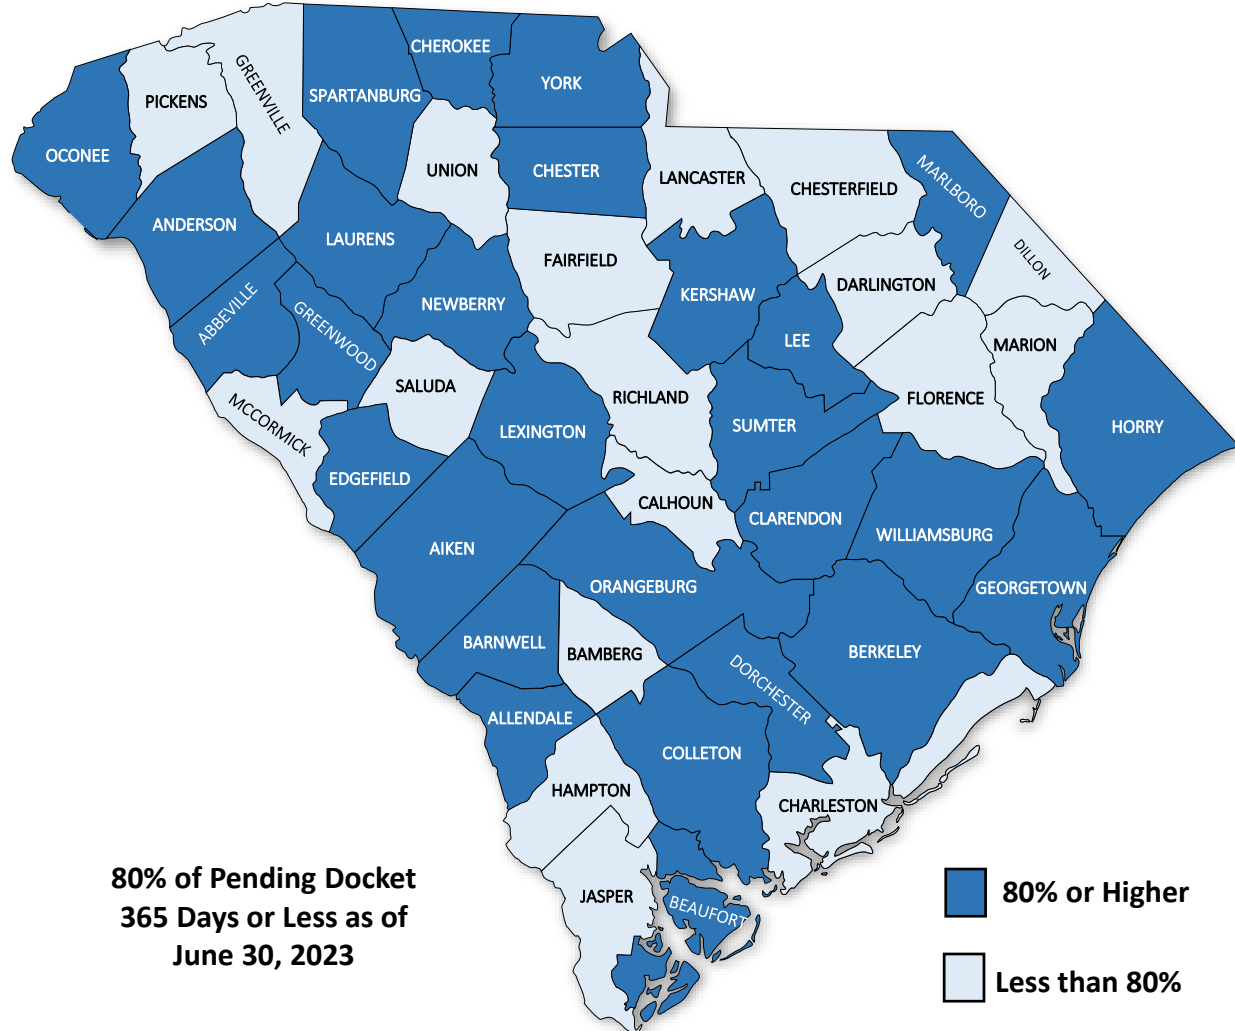 CHEROKEE
YORK
GREENVILLE
SPARTANBURG
PICKENS
OCONEE
UNION
CHESTER
LANCASTER
CHESTERFIELD
MARLBORO
ANDERSON
LAURENS
FAIRFIELD
DILLON
DARLINGTON
KERSHAW
NEWBERRY
ABBEVILLE
GREENWOOD
LEE
MARION
SALUDA
RICHLAND
FLORENCE
MCCORMICK
LEXINGTON
SUMTER
HORRY
EDGEFIELD
CALHOUN
CLARENDON
WILLIAMSBURG
AIKEN
ORANGEBURG
GEORGETOWN
BARNWELL
BAMBERG
BERKELEY
DORCHESTER
ALLENDALE
COLLETON
HAMPTON
CHARLESTON
JASPER
BEAUFORT
80% of Pending Docket
365 Days or Less as of
June 30, 2023
80% or Higher
Less than 80%